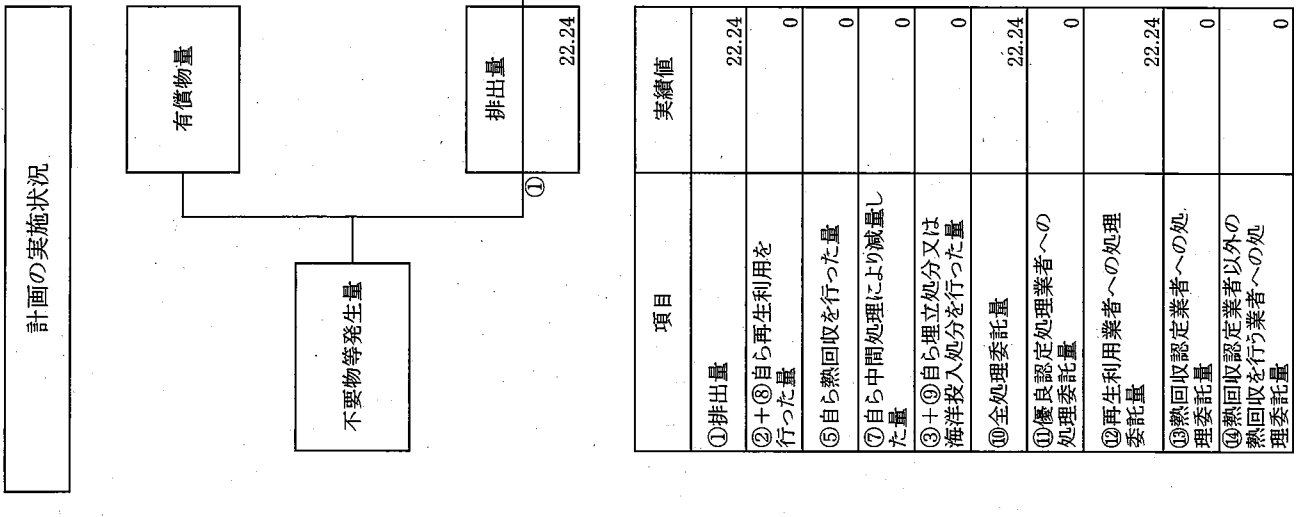 計画の実施状況
有償物量
不要物等発生量
排出量
①
22.24
項目
実績値
①排出量
22.24
②+⑧自ら再生利用を
行った量
0
⑤自ら熱回収を行った量
0
⑦自ら中間処理により減量し
た量
0
③+⑨自ら埋立処分又は
海洋投入処分を行った量
0
⑩全処理委託量
22.24
⑪優良認定処理業者への
処理委託量
0
⑫再生利用業者への処理
委託量
22.24
⑬熱回収認定業者への処
理委託量
0
⑭熱回収認定業者以外の
熱回収を行う業者への処
理委託量
0